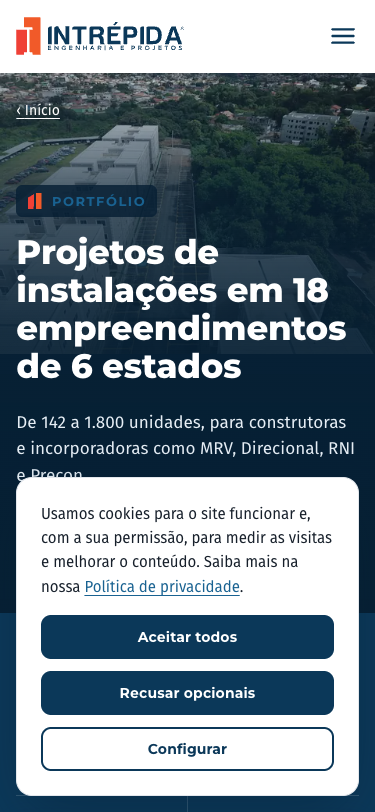 INTRÉPIDA®
ENGENHARIA E PROJETOS
‹ Início
PORTFÓLIO
Projetos de
instalações em 18
empreendimentos
de 6 estados
De 142 a 1.800 unidades, para construtoras
e incorporadoras como MRV, Direcional, RNI
e Precon
Usamos cookies para o site funcionar e,
com a sua permissão, para medir as visitas
e melhorar o conteúdo. Saiba mais na
nossa Política de privacidade.
Aceitar todos
Recusar opcionais
Configurar